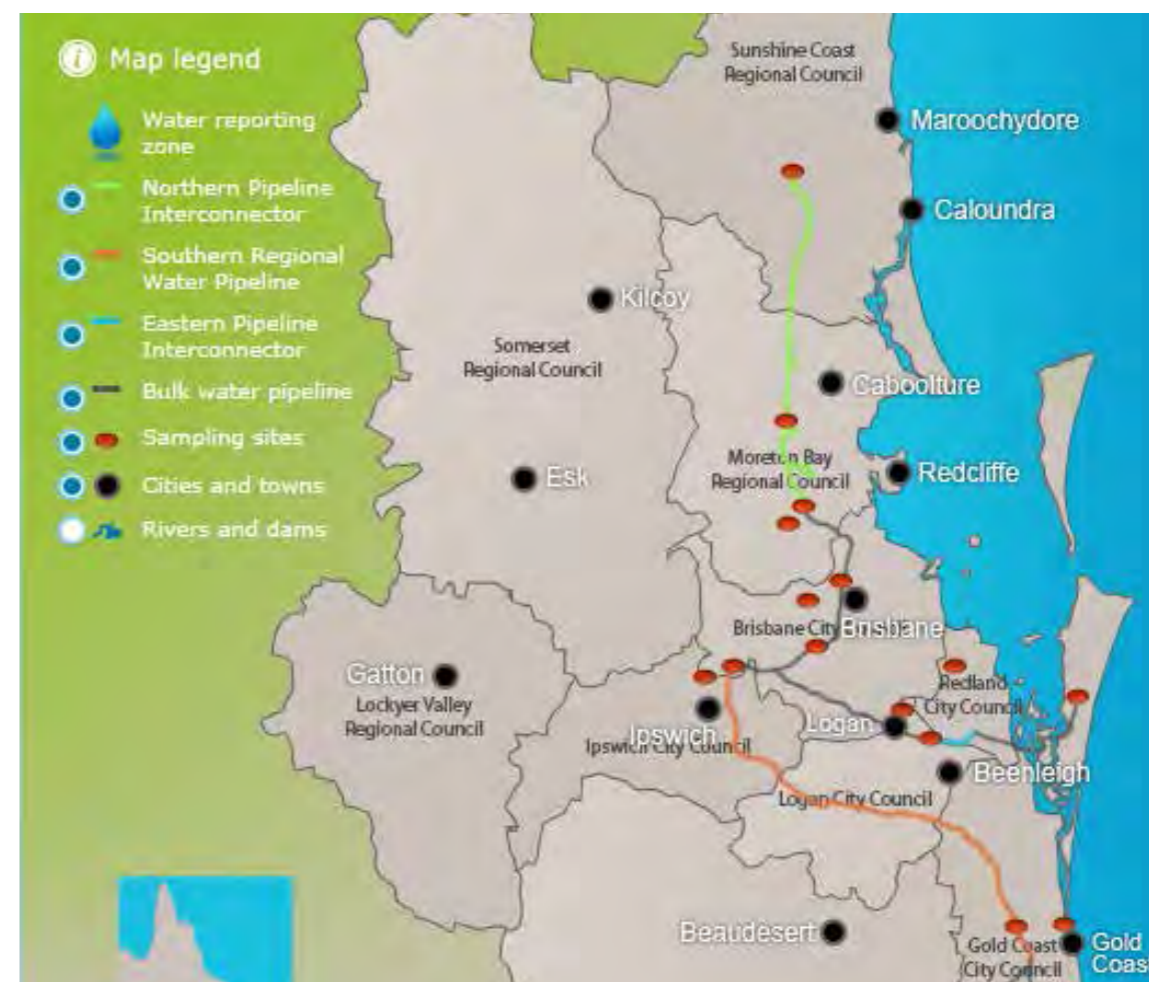 Map legend
Water reporting
zone
Northern Pipeline
Interconnector
Southern Regional
Water Pipeline
Eastern Pipeline
Interconnector
Bulk water pipeline
Sampling sites
Cities and towns
Rivers and dams
Sunshine Coast
Regional Council
Maroochydore
Caloundra
Kilcoy
Somerset
Regional Council
Caboolture
Moreton Bay
Regional Council
Redcliffe
Esk
Brisbane City
Brisbane
Gatton
Lockyer Valley
Regional Council
Redland
City Council
Logan
Ipswich
Ipswich City Council
Beenleigh
Logan City Council
Beaudesert
Gold Coast
City Council
Gold
Coast